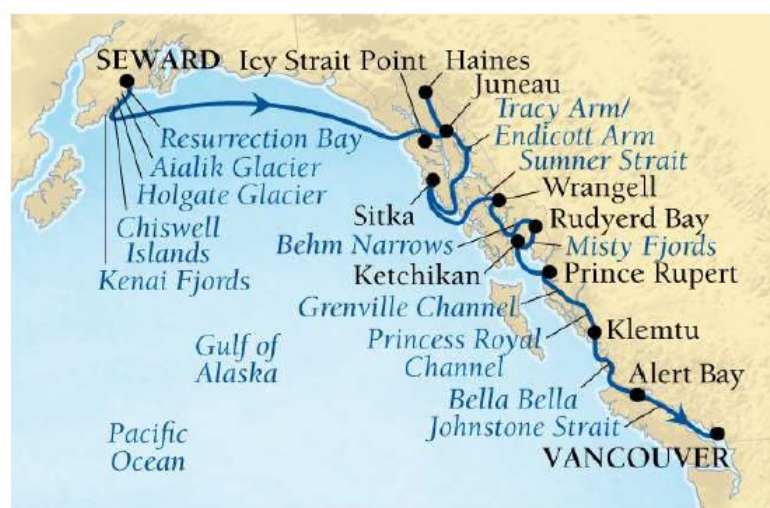 SEWARD
Icy Strait Point
Haines
Juneau
Tracy Arm/
Endicott Arm
Sumner Strait
Resurrection Bay
Aialik Glacier
Holgate Glacier
Chiswell
Islands
Kenai Fjords
Sitka
Wrangell
Rudyerd Bay
Behm Narrows
Misty Fjords
Ketchikan
Prince Rupert
Grenville Channel
Princess Royal
Channel
Klemtu
Gulf of
Alaska
Alert Bay
Bella Bella
Johnstone Strait
Pacific
Ocean
VANCOUVER